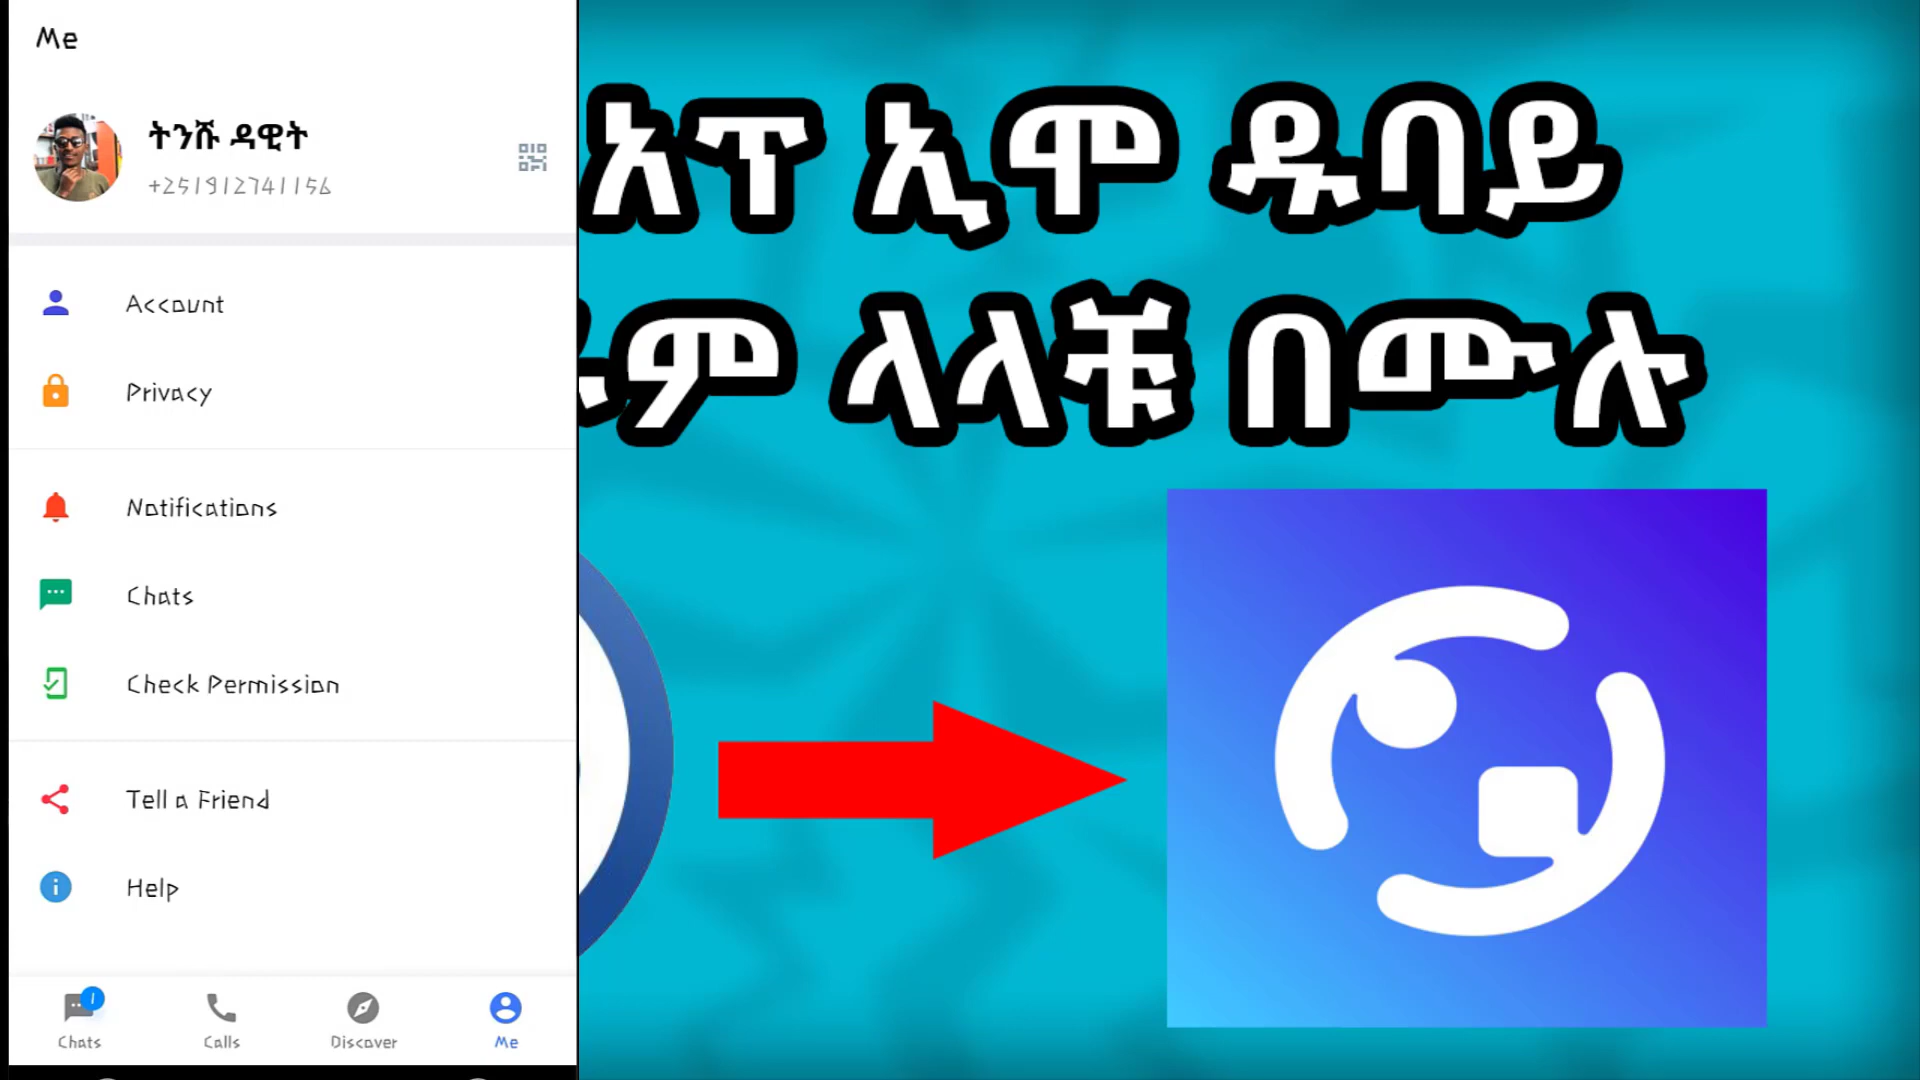 Me
ትንሹ ዳዊት
+251912741156
Account
Privacy
Notifications
Chats
Check Permission
Tell a Friend
Help
1
Chats
Calls
Discover
Me
አፕ ኢሞ ዱባይ
ላላቹ በሙሉ